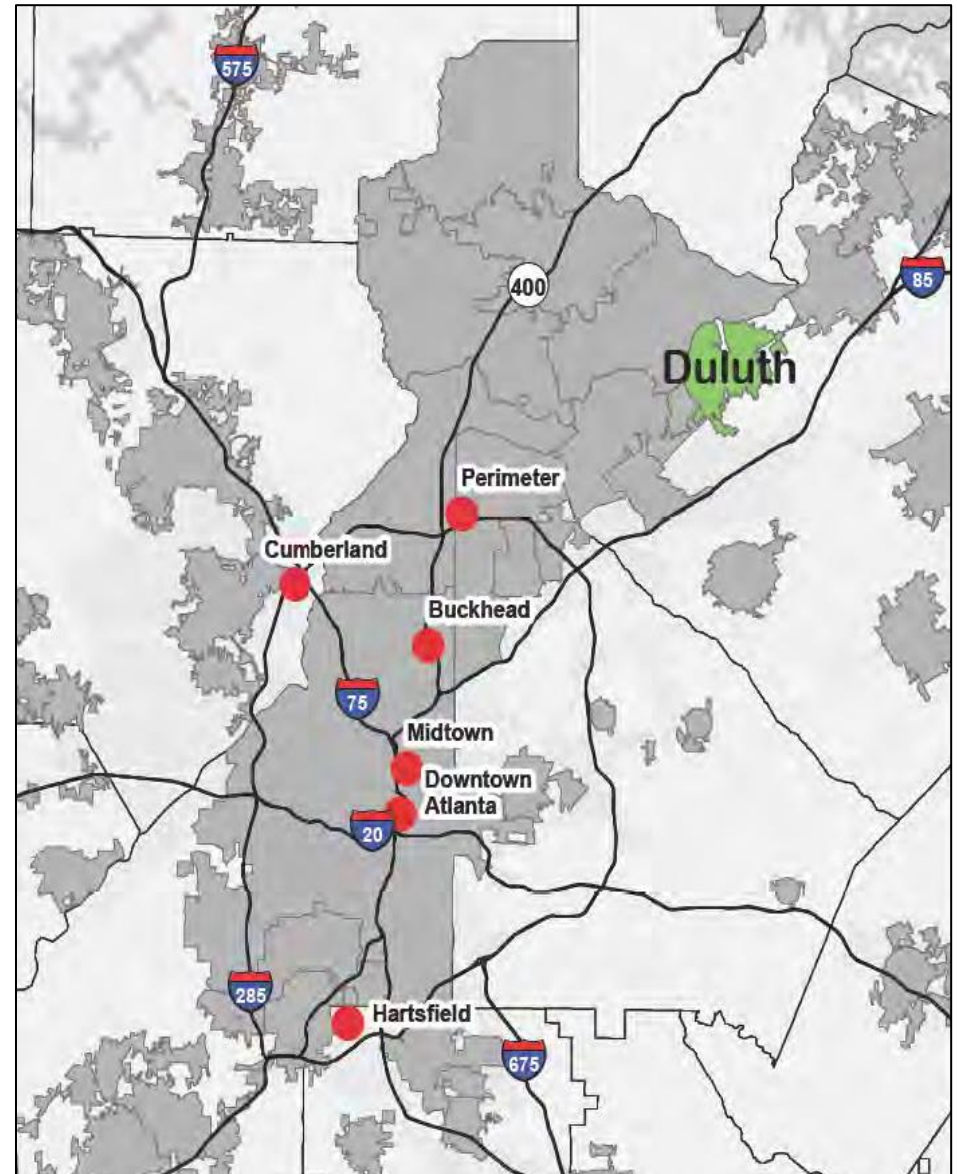 575
400
85
Duluth
Perimeter
Cumberland
Buckhead
75
Midtown
Downtown
Atlanta
20
285
Hartsfield
675